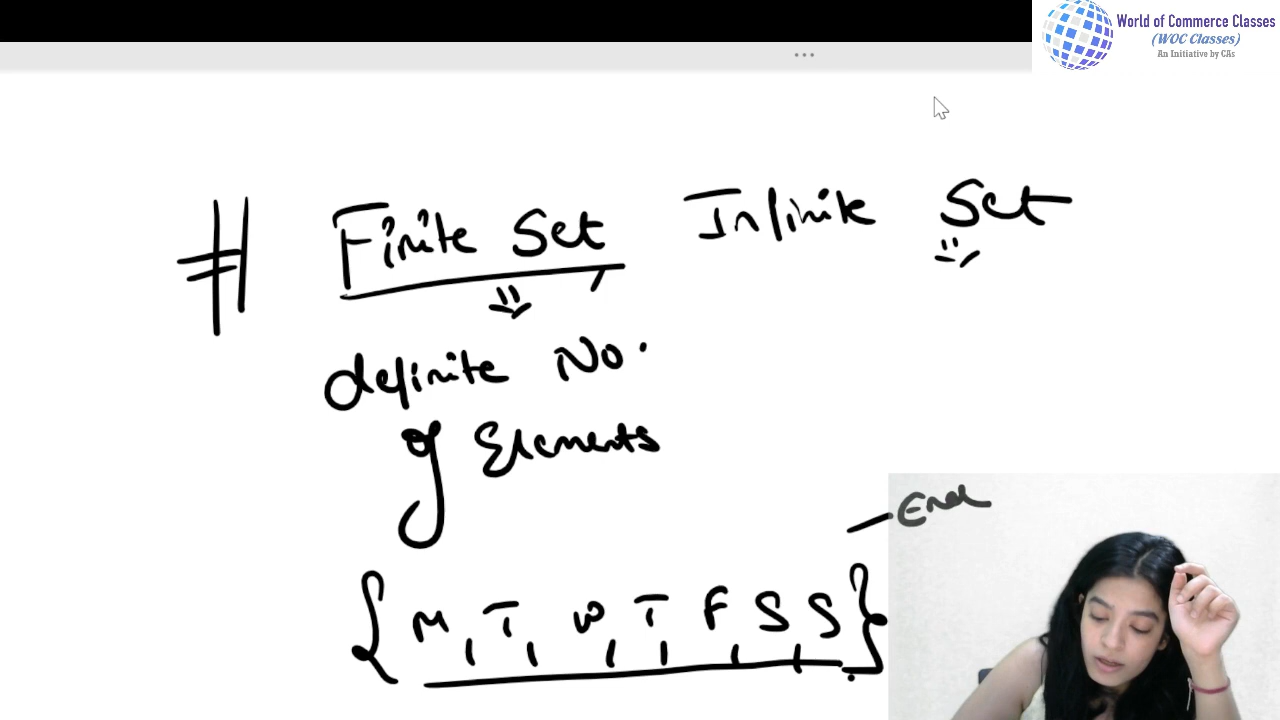 World of Commerce Classes
(WOC Classes)
An Initiative by CAs
# Finite Set Infinite Set
definite No.
of Elements
End
{M, T, W, T, F, S, S}